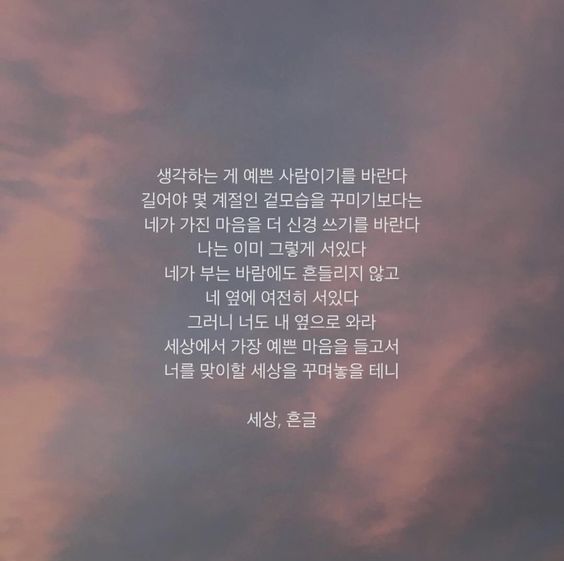 생각하는 게 예쁜 사람이기를 바란다
길어야 몇 계절인 겉모습을 꾸미기보다는
네가 가진 마음을 더 신경 쓰기를 바란다
나는 이미 그렇게 서있다
네가 부는 바람에도 흔들리지 않고
네 옆에 여전히 서있다
그러니 너도 내 옆으로 와라
세상에서 가장 예쁜 마음을 들고서
너를 맞이할 세상을 꾸며놓을 테니
세상, 흔글